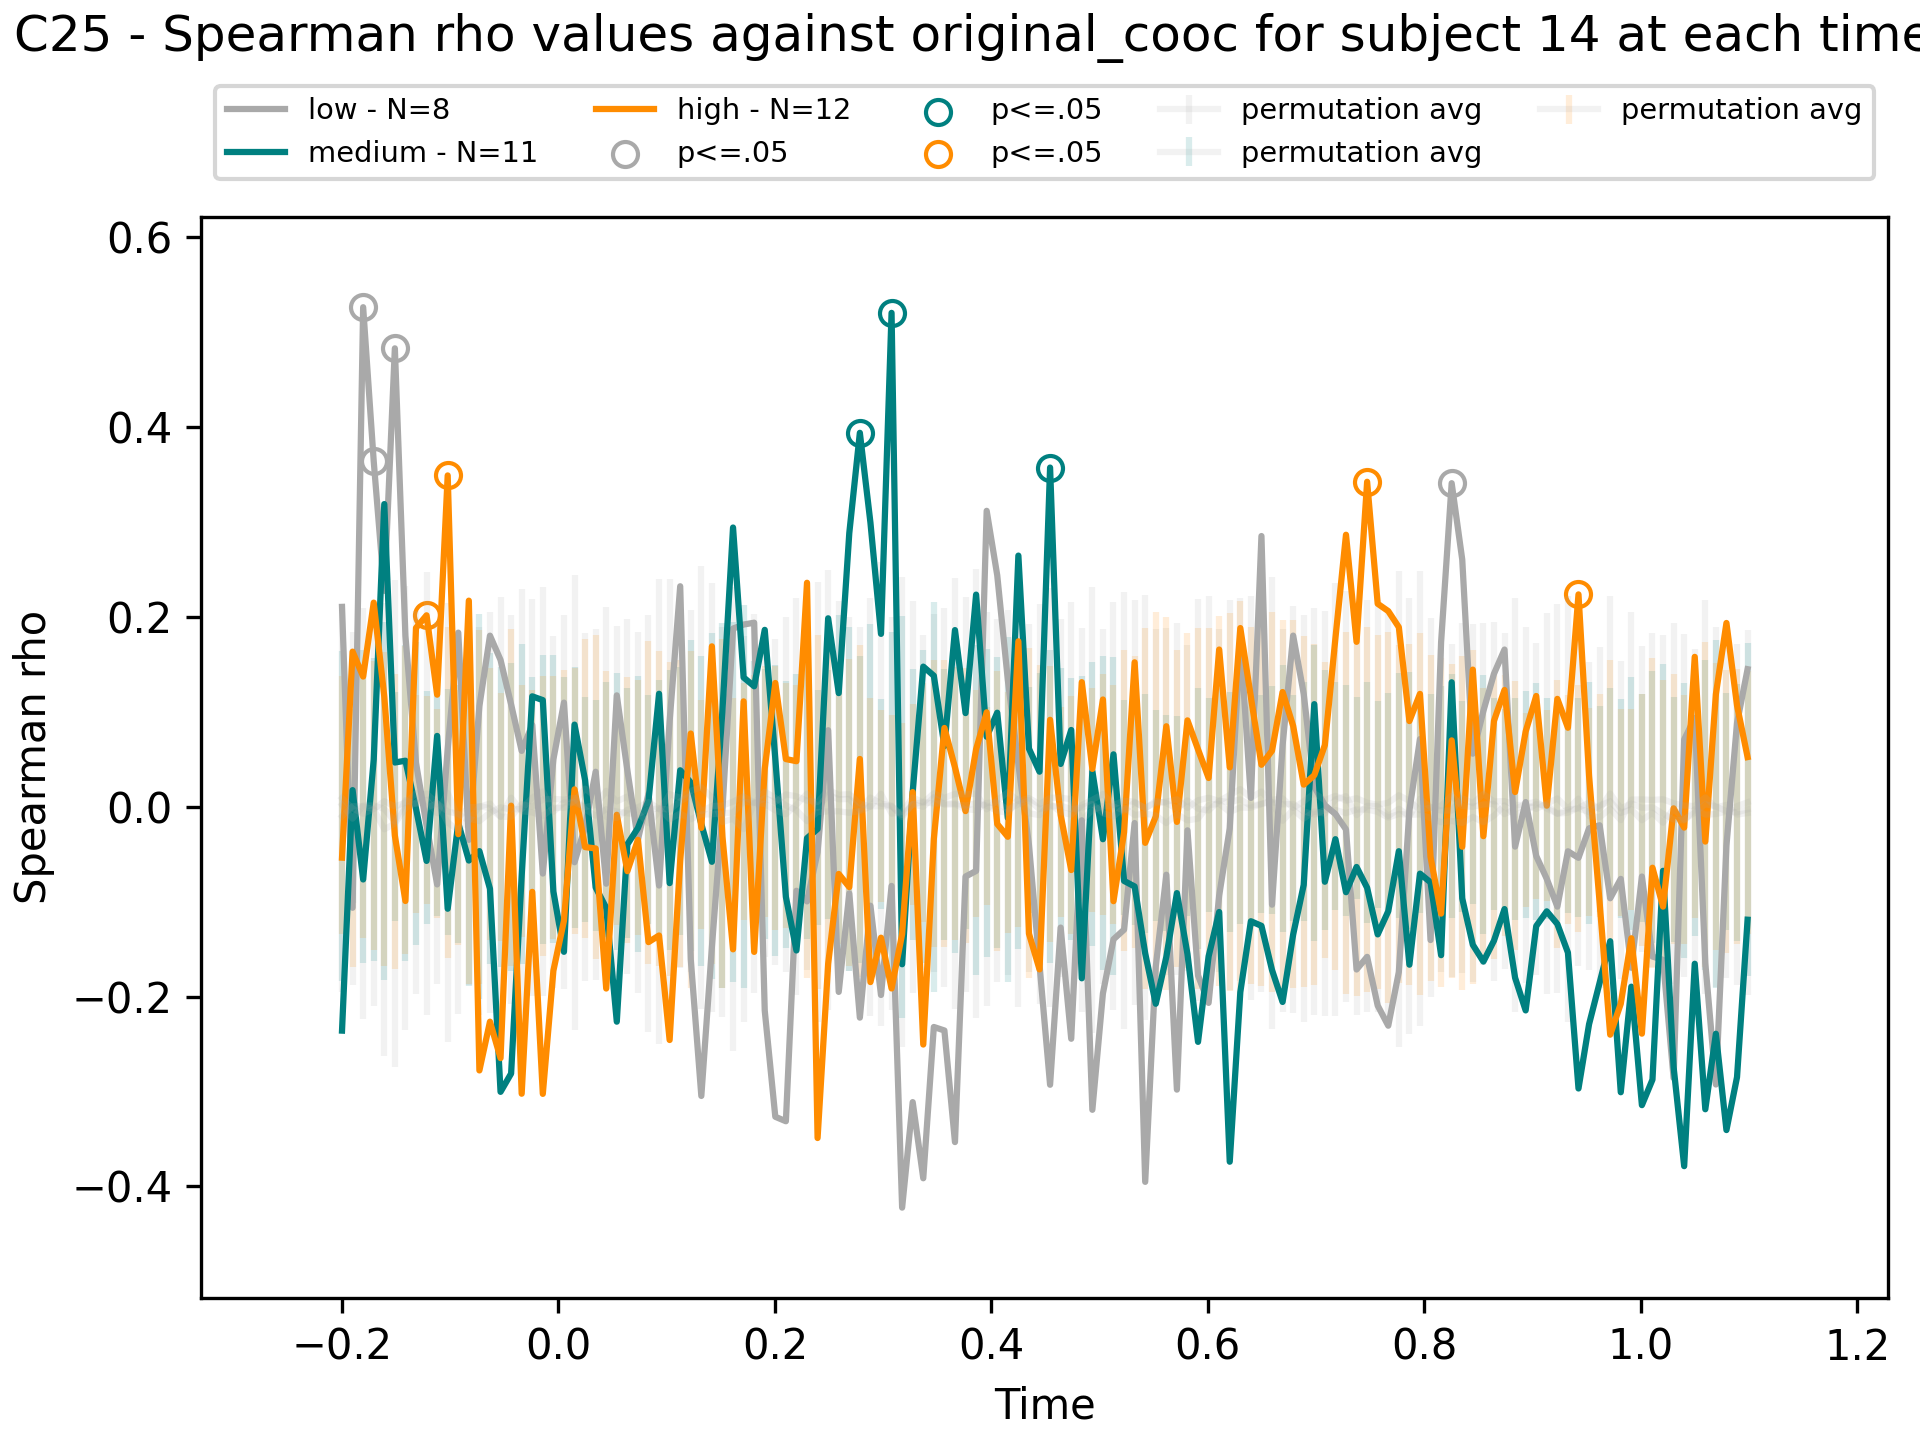 C25 - Spearman rho values against original_cooc for subject 14 at each time
low - N=8
medium - N=11
high - N=12
p<=.05
p<=.05
p<=.05
permutation avg
permutation avg
permutation avg
Spearman rho
0.6
0.4
0.2
0.0
−0.2
−0.4
−0.2 0.0 0.2 0.4 0.6 0.8 1.0 1.2
Time